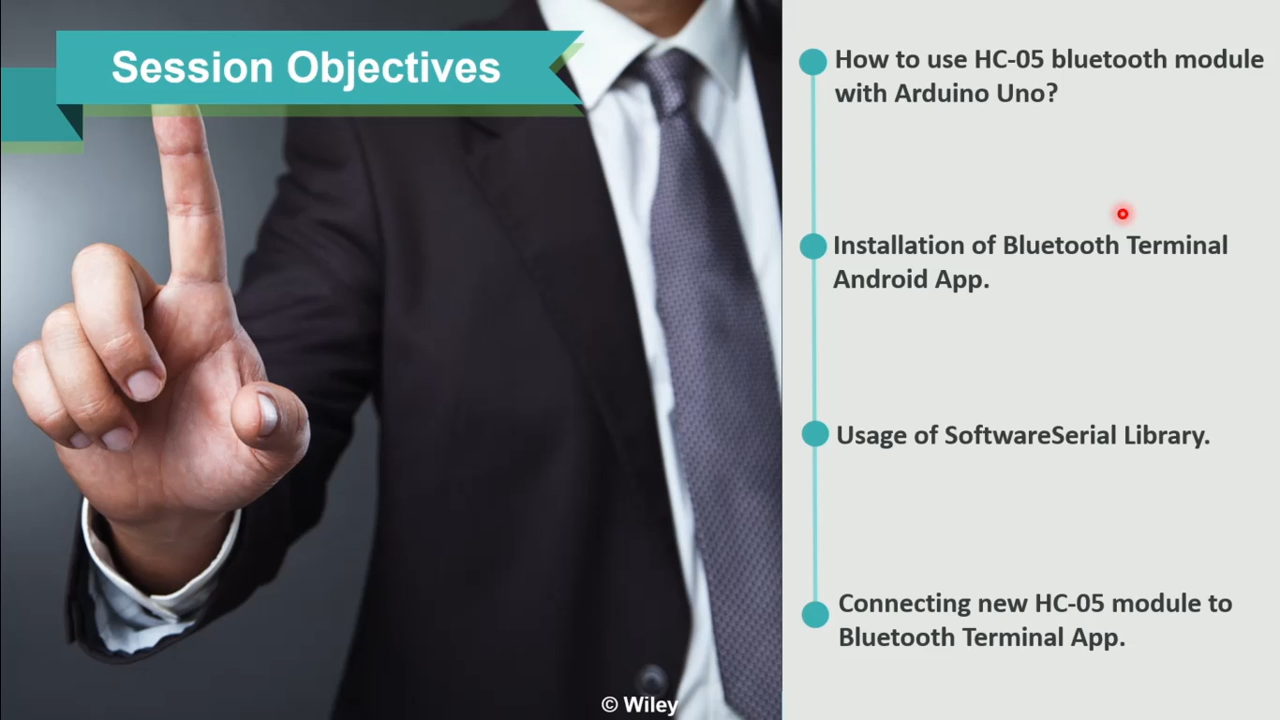 Session Objectives
How to use HC-05 bluetooth module
with Arduino Uno?
Installation of Bluetooth Terminal
Android App.
Usage of SoftwareSerial Library.
Connecting new HC-05 module to
Bluetooth Terminal App.
© Wiley